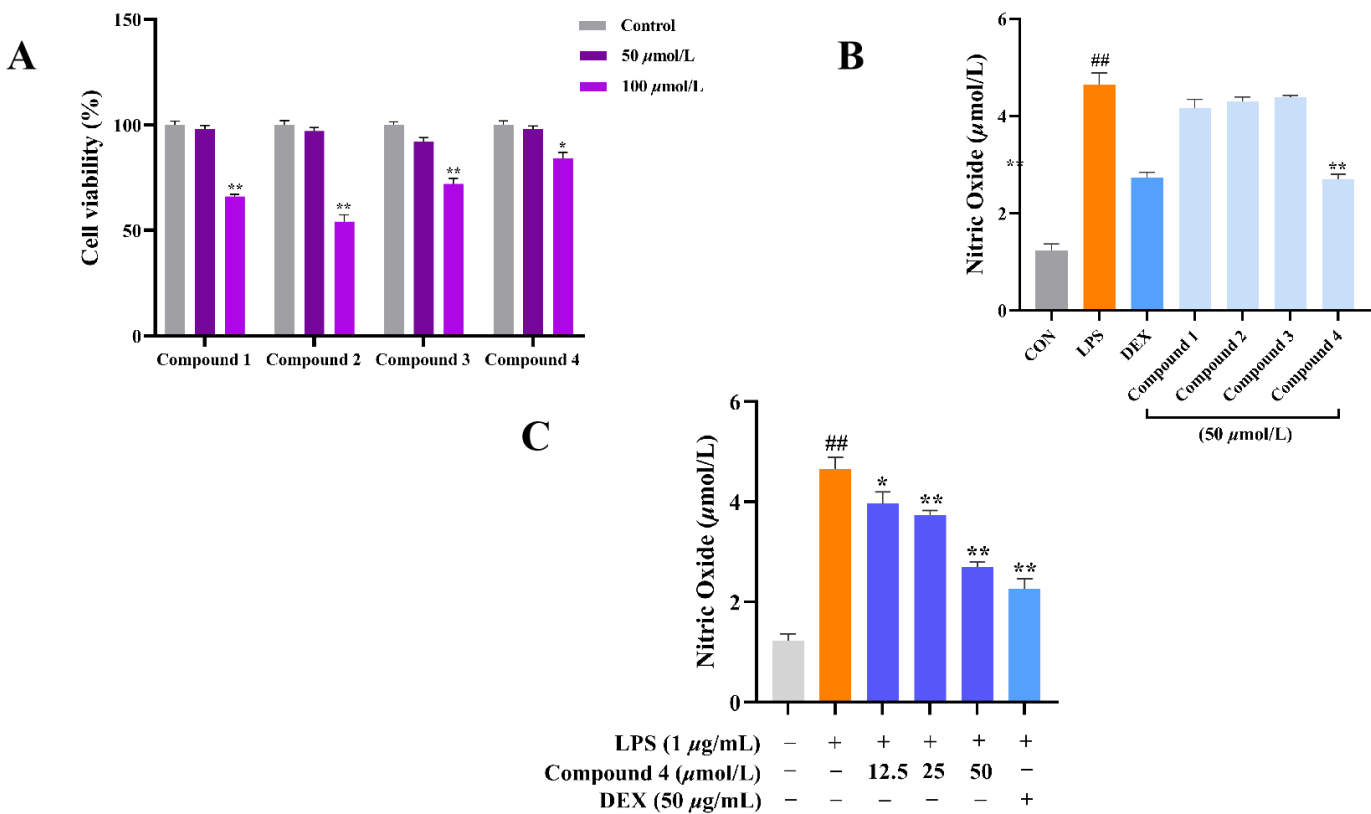 A
Cell viability (%)
150
100
50
0
Control
50 μmol/L
100 μmol/L
**
**
**
*
Compound 1
Compound 2
Compound 3
Compound 4
B
Nitric Oxide (μmol/L)
6
4
2
0
**
##
**
CON
LPS
DEX
Compound 1
Compound 2
Compound 3
Compound 4
(50 μmol/L)
C
Nitric Oxide (μmol/L)
6
4
2
0
##
*
**
**
**
LPS (1 μg/mL) − + + + + +
Compound 4 (μmol/L) − − 12.5 25 50 −
DEX (50 μg/mL) − − − − − +